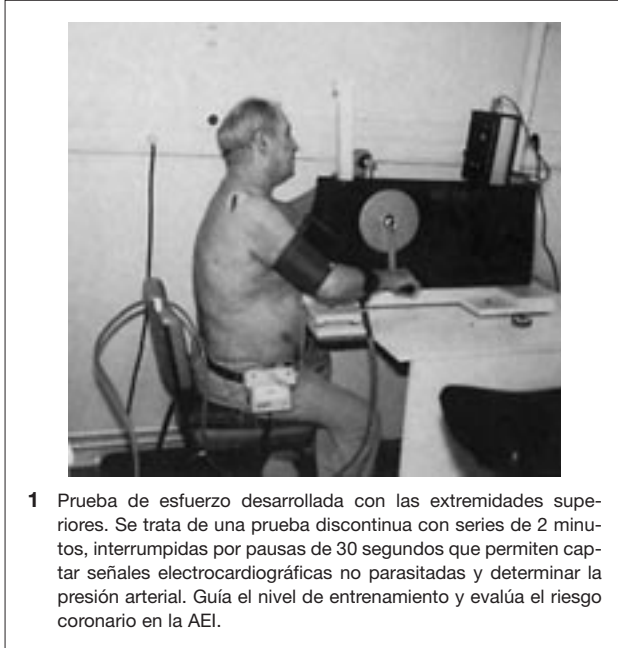 1 Prueba de esfuerzo desarrollada con las extremidades supe-
riores. Se trata de una prueba discontinua con series de 2 minu-
tos, interrumpidas por pausas de 30 segundos que permiten cap-
tar señales electrocardiográficas no parasitadas y determinar la
presión arterial. Guía el nivel de entrenamiento y evalúa el riesgo
coronario en la AEI.